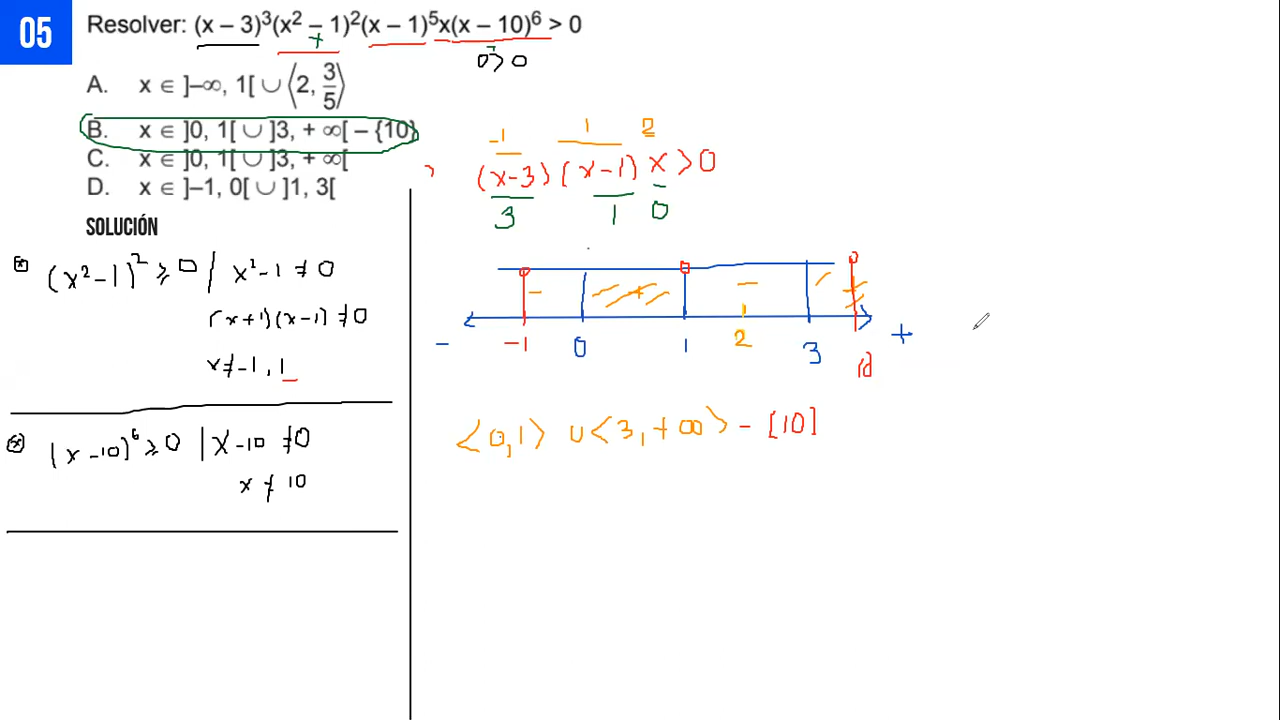 05
Resolver: (x – 3)³(x² – 1)²(x – 1)⁵x(x – 10)⁶ > 0
+ +
0 > 0
A. x ∈ ]–∞, 1[ ∪ ⟨2, 3/5⟩
B. x ∈ ]0, 1[ ∪ ]3, + ∞[ – {10}
C. x ∈ ]0, 1[ ∪ ]3, + ∞[
D. x ∈ ]–1, 0[ ∪ ]1, 3[
SOLUCIÓN
(x²-1)² ≥ 0 / x²-1 ≠ 0
(x+1)(x-1) ≠ 0
x ≠ -1, 1
(x-10)⁶ ≥ 0 | x-10 ≠ 0
x ≠ 10
-1 1 2
(x-3) (x-1) x > 0
3 1 0
- + - +
- -1 0 1 2 3 10 +
<0,1> ∪ <3, +∞> - [10]